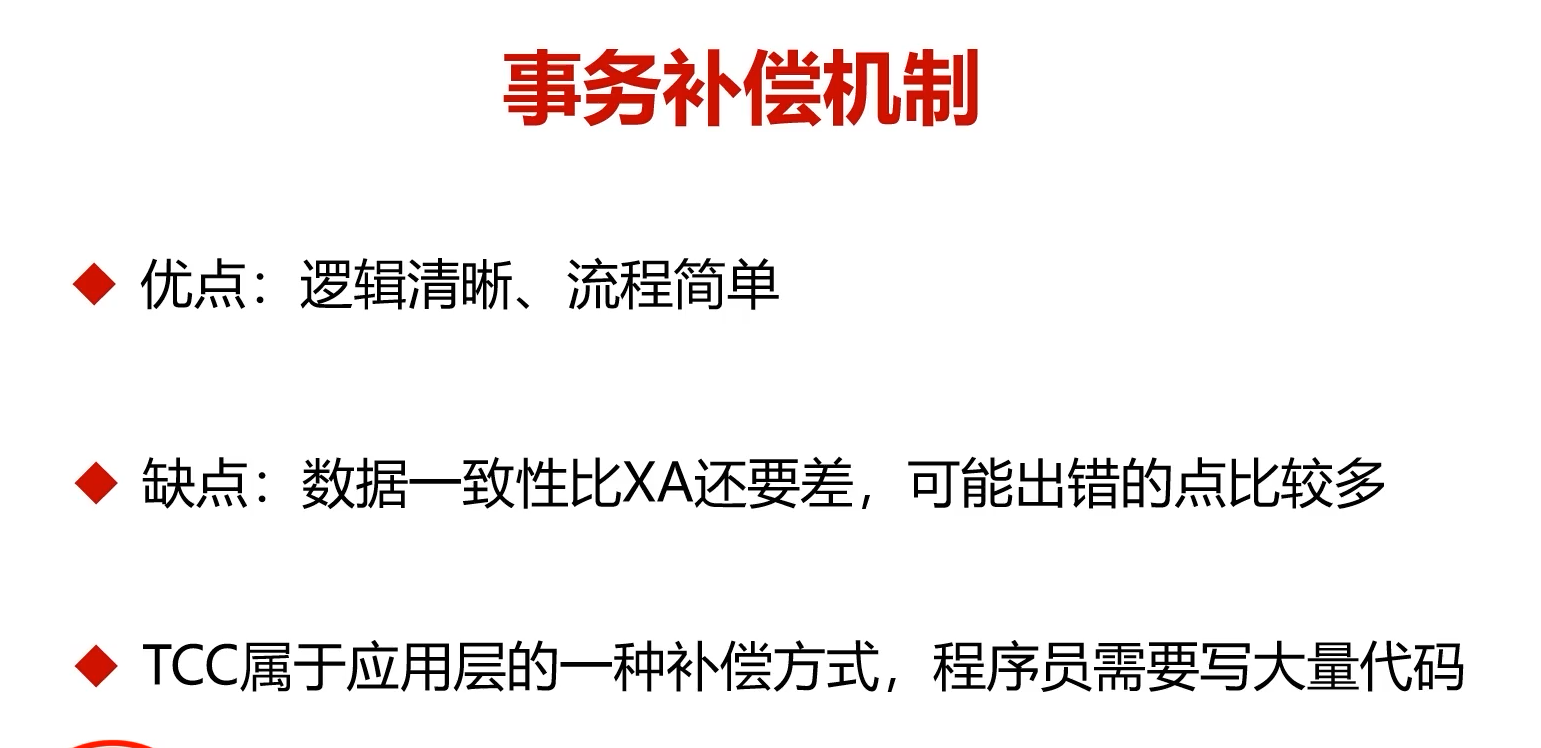 事务补偿机制
优点：逻辑清晰、流程简单
缺点：数据一致性比XA还要差，可能出错的点比较多
TCC属于应用层的一种补偿方式，程序员需要写大量代码